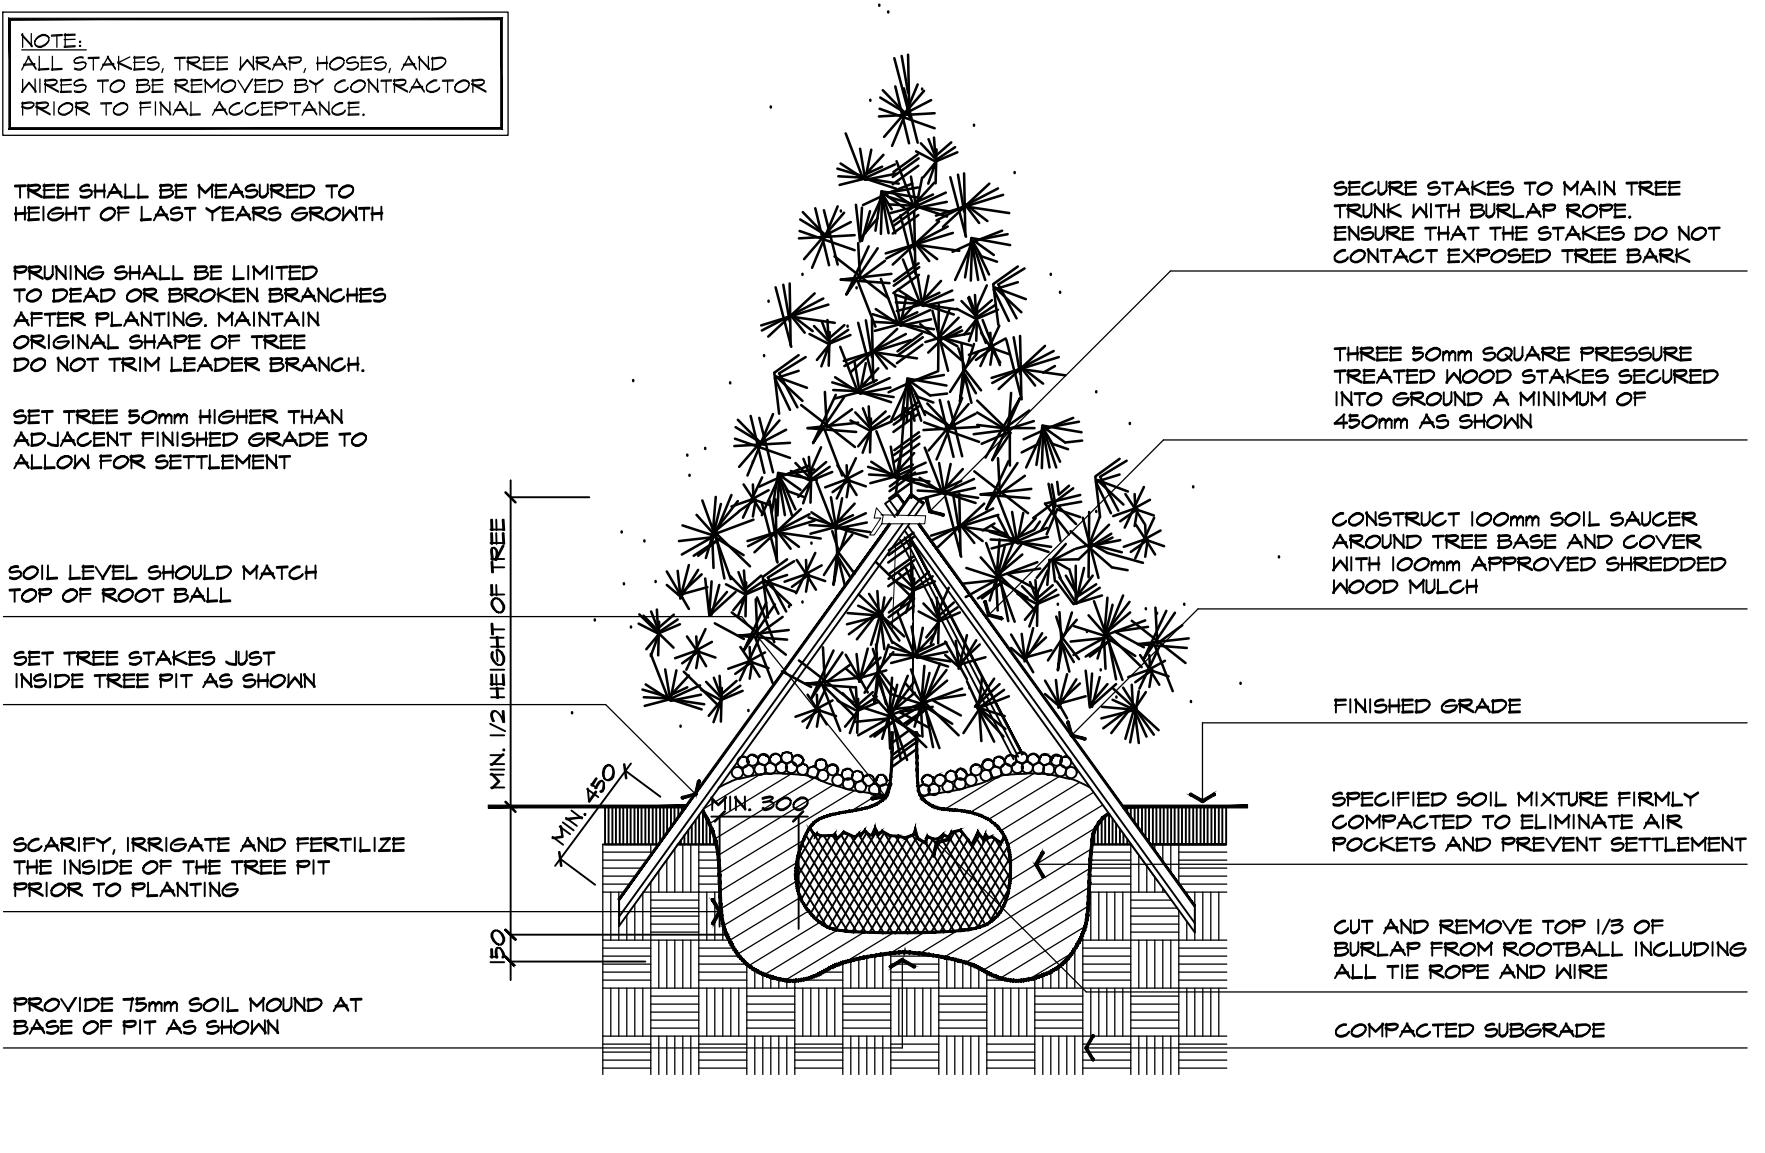 NOTE:
ALL STAKES, TREE WRAP, HOSES, AND
WIRES TO BE REMOVED BY CONTRACTOR
PRIOR TO FINAL ACCEPTANCE.
TREE SHALL BE MEASURED TO
HEIGHT OF LAST YEARS GROWTH
PRUNING SHALL BE LIMITED
TO DEAD OR BROKEN BRANCHES
AFTER PLANTING. MAINTAIN
ORIGINAL SHAPE OF TREE
DO NOT TRIM LEADER BRANCH.
SET TREE 50mm HIGHER THAN
ADJACENT FINISHED GRADE TO
ALLOW FOR SETTLEMENT
SOIL LEVEL SHOULD MATCH
TOP OF ROOT BALL
SET TREE STAKES JUST
INSIDE TREE PIT AS SHOWN
SCARIFY, IRRIGATE AND FERTILIZE
THE INSIDE OF THE TREE PIT
PRIOR TO PLANTING
PROVIDE 75mm SOIL MOUND AT
BASE OF PIT AS SHOWN
MIN. 1/2 HEIGHT OF TREE
MIN. 450
MIN. 300
150
SECURE STAKES TO MAIN TREE
TRUNK WITH BURLAP ROPE.
ENSURE THAT THE STAKES DO NOT
CONTACT EXPOSED TREE BARK
THREE 50mm SQUARE PRESSURE
TREATED WOOD STAKES SECURED
INTO GROUND A MINIMUM OF
450mm AS SHOWN
CONSTRUCT 100mm SOIL SAUCER
AROUND TREE BASE AND COVER
WITH 100mm APPROVED SHREDDED
WOOD MULCH
FINISHED GRADE
SPECIFIED SOIL MIXTURE FIRMLY
COMPACTED TO ELIMINATE AIR
POCKETS AND PREVENT SETTLEMENT
CUT AND REMOVE TOP 1/3 OF
BURLAP FROM ROOTBALL INCLUDING
ALL TIE ROPE AND WIRE
COMPACTED SUBGRADE